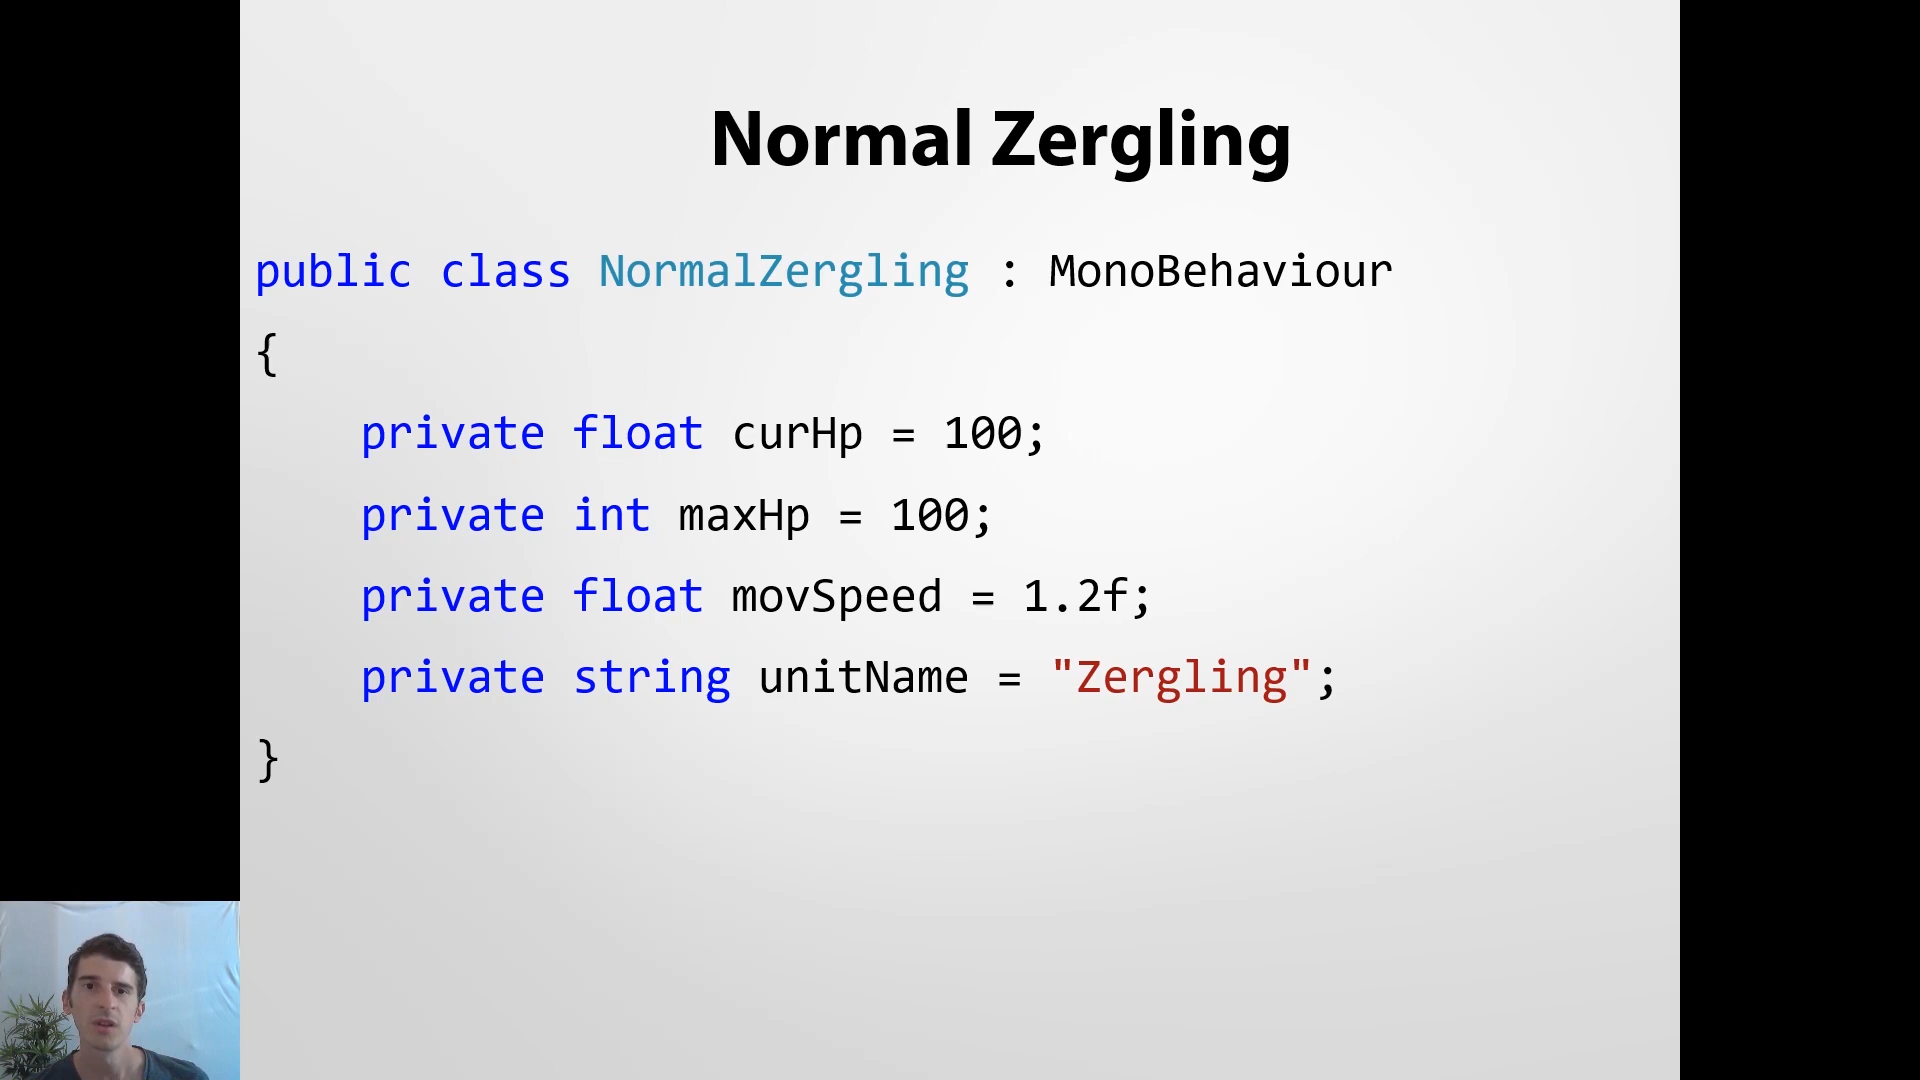 Normal Zergling
public class NormalZergling : MonoBehaviour
{
private float curHp = 100;
private int maxHp = 100;
private float movSpeed = 1.2f;
private string unitName = "Zergling";
}